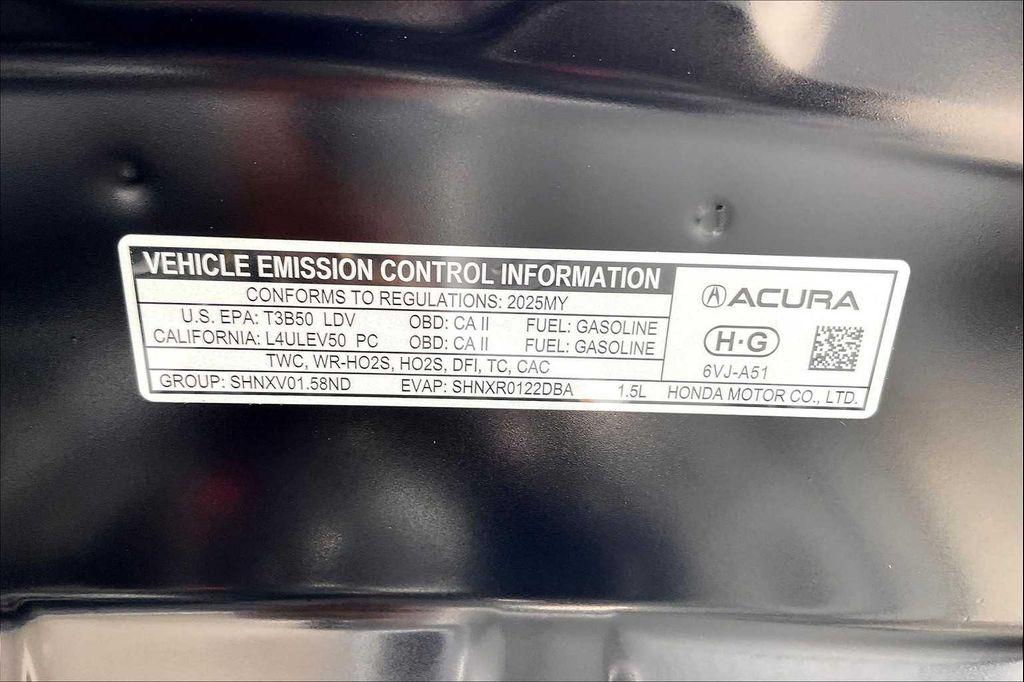 VEHICLE EMISSION CONTROL INFORMATION
CONFORMS TO REGULATIONS: 2025MY
U.S. EPA: T3B50 LDV OBD: CA II FUEL: GASOLINE
CALIFORNIA: L4ULEV50 PC OBD: CA II FUEL: GASOLINE
TWC, WR-HO2S, HO2S, DFI, TC, CAC
GROUP: SHNXV01.58ND EVAP: SHNXR0122DBA 1.5L
ACURA
H·G
6VJ-A51
HONDA MOTOR CO., LTD.